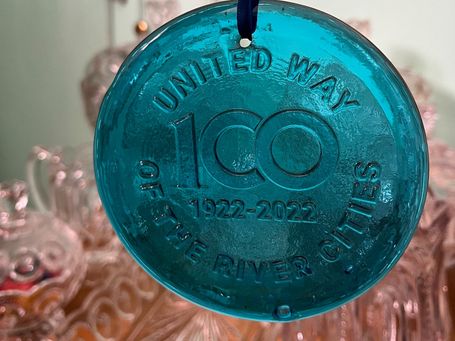 UNITED WAY
100
1922-2022
OF THE RIVER CITIES